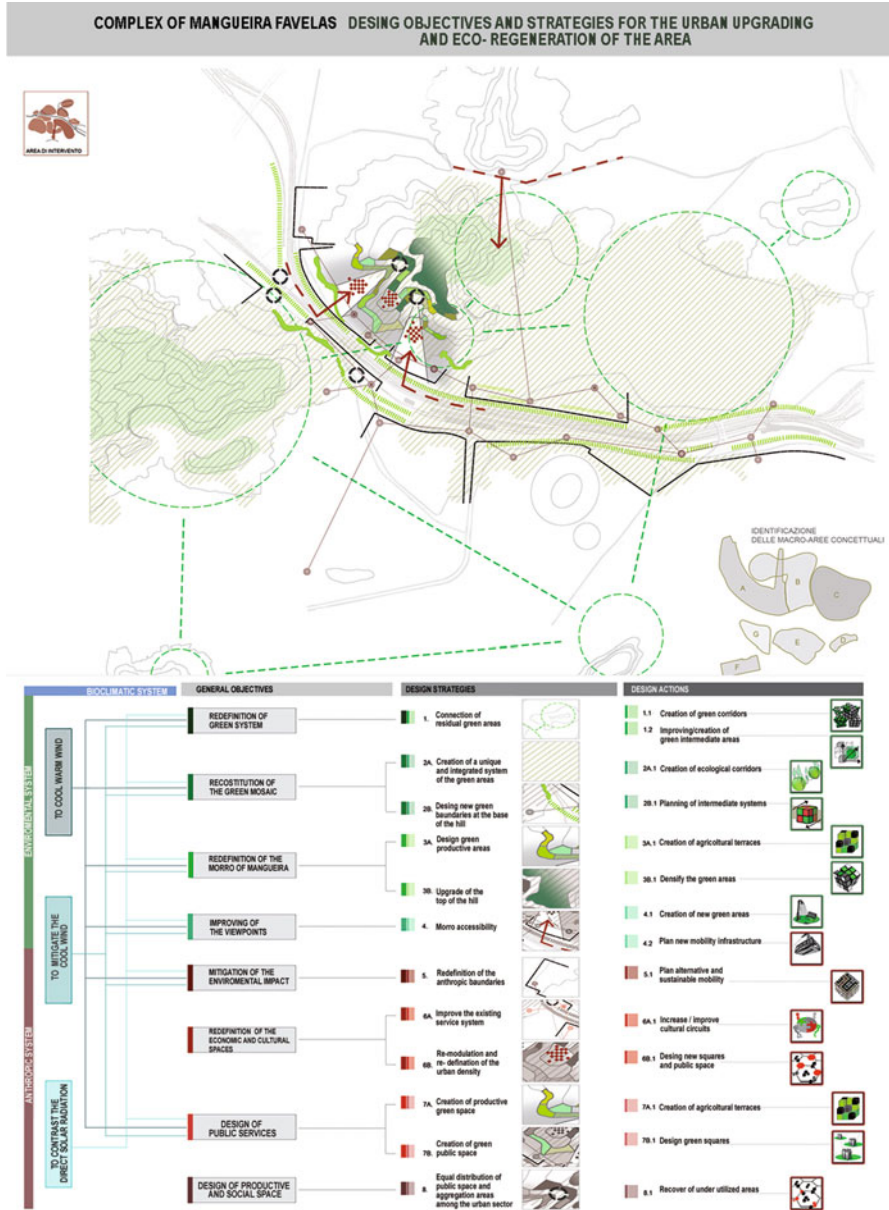 COMPLEX OF MANGUEIRA FAVELAS DESING OBJECTIVES AND STRATEGIES FOR THE URBAN UPGRADING
AND ECO- REGENERATION OF THE AREA
AREA DI INTERVENTO
IDENTIFICAZIONE
DELLE MACRO-AREE CONCETTUALI
A
B
C
G
E
D
F
BIOCLIMATIC SYSTEM
GENERAL OBJECTIVES
DESIGN STRATEGIES
DESIGN ACTIONS
ENVIROMENTAL SYSTEM
ANTHROPIC SYSTEM
TO COOL WARM WIND
TO MITIGATE THE
COOL WIND
TO CONTRAST THE
DIRECT SOLAR RADIATION
REDEFINITION OF
GREEN SYSTEM
RECOSTITUTION OF
THE GREEN MOSAIC
REDEFINITION OF THE
MORRO OF MANGUEIRA
IMPROVING OF
THE VIEWPOINTS
MITIGATION OF THE
ENVIROMENTAL IMPACT
REDEFINITION OF THE
ECONOMIC AND CULTURAL
SPACES
DESIGN OF
PUBLIC SERVICES
DESIGN OF PRODUCTIVE
AND SOCIAL SPACE
1. Connection of
residual green areas
2A. Creation of a unique
and integrated system
of the green areas
2B. Desing new green
baundaries at the base
of the hill
3A. Design green
productive areas
3B. Upgrade of the
top of the hill
4. Morro accessibility
5. Redefinition of the
anthropic boundaries
6A. Improve the existing
service system
6B. Re-modulation and
re- defination of the
urban density
7A. Creation of productive
green space
7B. Creation of green
public space
8. Equal distribution of
public space and
aggregation areas
among the urban sector
1.1 Creation of green corridors
1.2 Improving/creation of
green intermediate areas
2A.1 Creation of ecological corridors
2B.1 Planning of intermediate systems
3A.1 Creation of agricoltural terraces
3B.1 Densify the green areas
4.1 Creation of new green areas
4.2 Plan new mobility infrastructure
5.1 Plan alternative and
sustainable mobility
6A.1 Increase / improve
cultural circuits
6B.1 Desing new squares
and public space
7A.1 Creation of agricoltural terraces
7B.1 Design green squares
8.1 Recover of under utilized areas